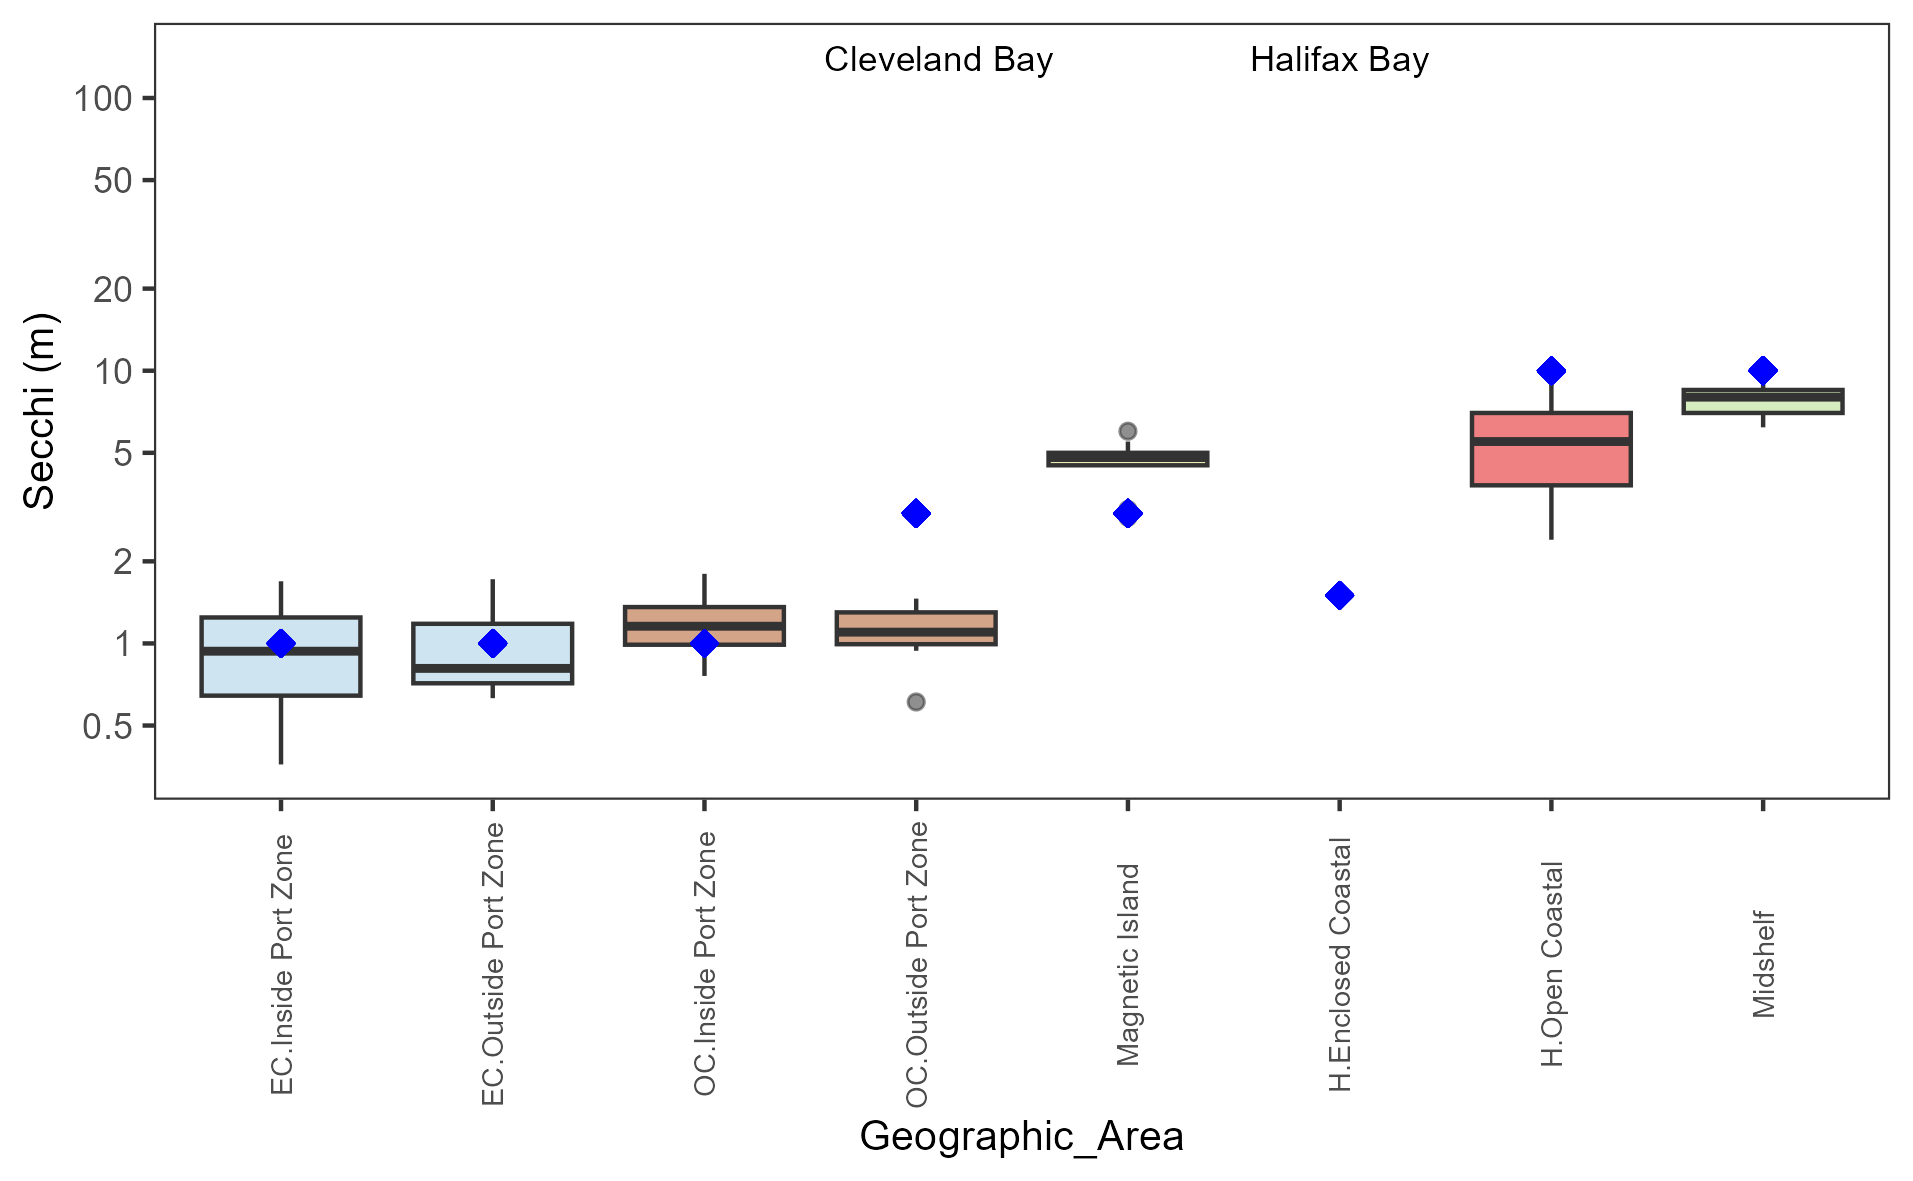 Cleveland Bay
Halifax Bay
100
50
20
10
5
2
1
0.5
Secchi (m)
EC.Inside Port Zone
EC.Outside Port Zone
OC.Inside Port Zone
OC.Outside Port Zone
Magnetic Island
H.Enclosed Coastal
H.Open Coastal
Midshelf
Geographic_Area